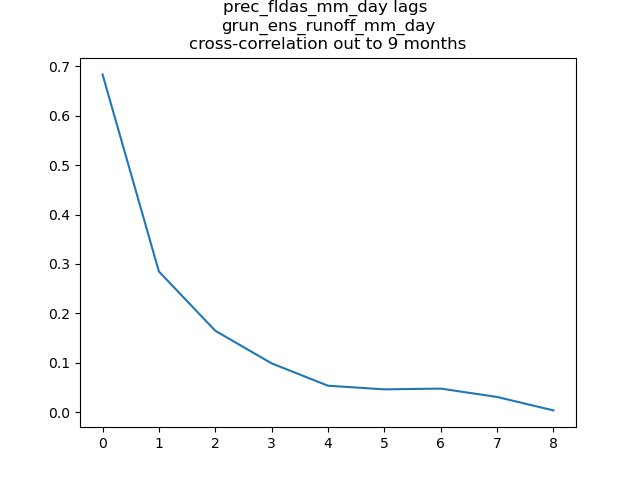 prec_fldas_mm_day lags
grun_ens_runoff_mm_day
cross-correlation out to 9 months
0.7
0.6
0.5
0.4
0.3
0.2
0.1
0.0
0 1 2 3 4 5 6 7 8